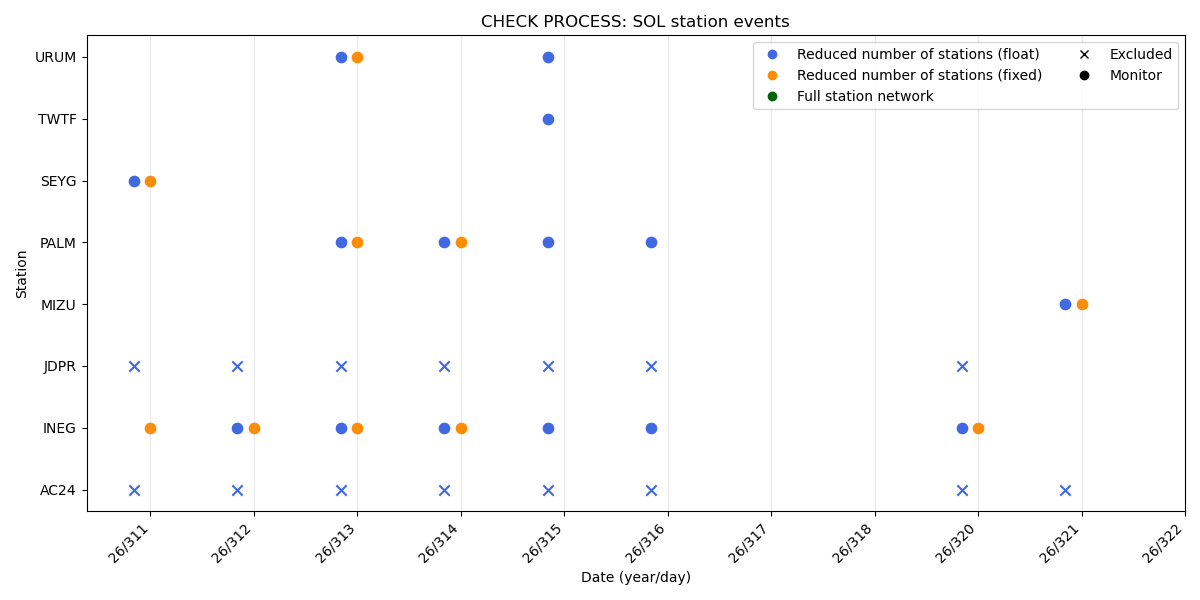 CHECK PROCESS: SOL station events
Reduced number of stations (float)
Reduced number of stations (fixed)
Full station network
Excluded
Monitor
Station
URUM
TWTF
SEYG
PALM
MIZU
JDPR
INEG
AC24
26/311
26/312
26/313
26/314
26/315
26/316
26/317
26/318
26/320
26/321
26/322
Date (year/day)